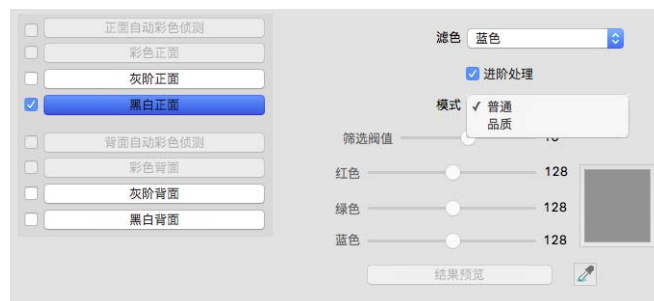 正面自动彩色侦测
彩色正面
灰阶正面
黑白正面
背面自动彩色侦测
彩色背面
灰阶背面
黑白背面
滤色 蓝色
进阶处理
模式 普通
品质
筛选阀值
红色 128
绿色 128
蓝色 128
结果预览